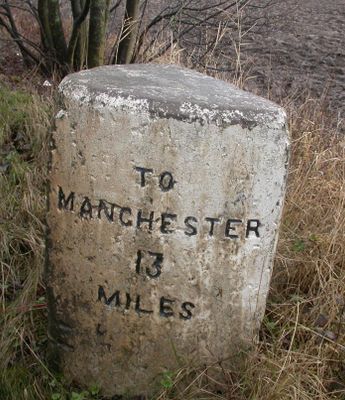 TO
MANCHESTER
13
MILES